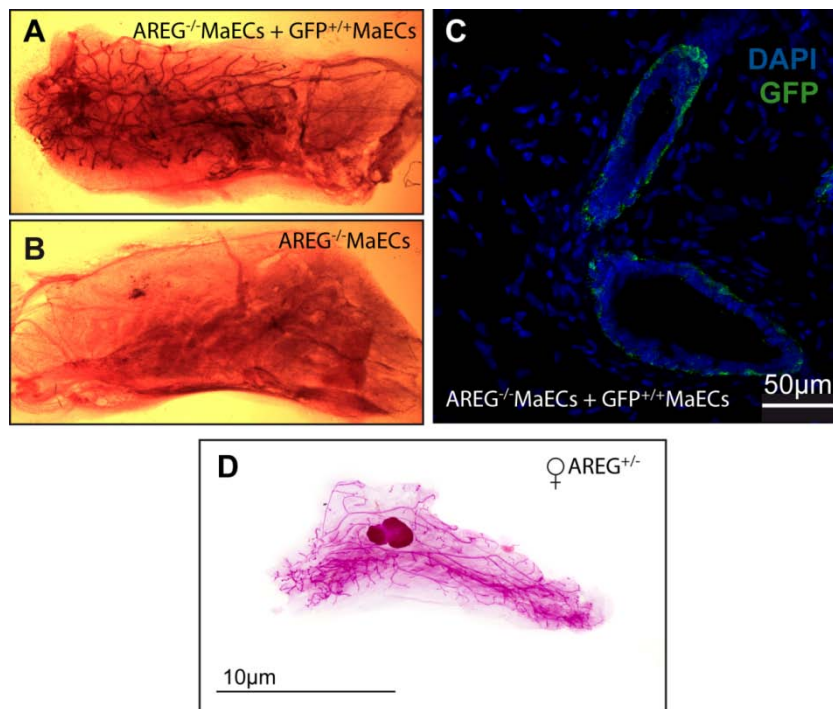 A
AREG-/-MaECs + GFP+/+MaECs
B
AREG-/-MaECs
C
DAPI
GFP
AREG-/-MaECs + GFP+/+MaECs
50µm
D
♀AREG+/-
10µm